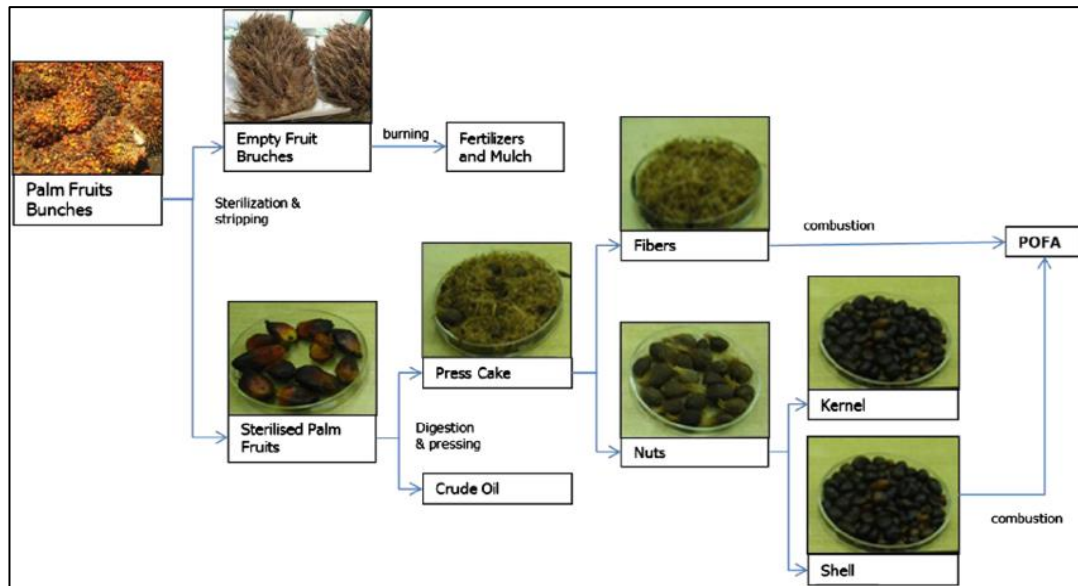 Palm Fruits
Bunches
Sterilization &
stripping
Empty Fruit
Bruches
burning
Fertilizers
and Mulch
Sterilised Palm
Fruits
Digestion
& pressing
Press Cake
Crude Oil
Fibers
combustion
POFA
Nuts
Kernel
Shell
combustion